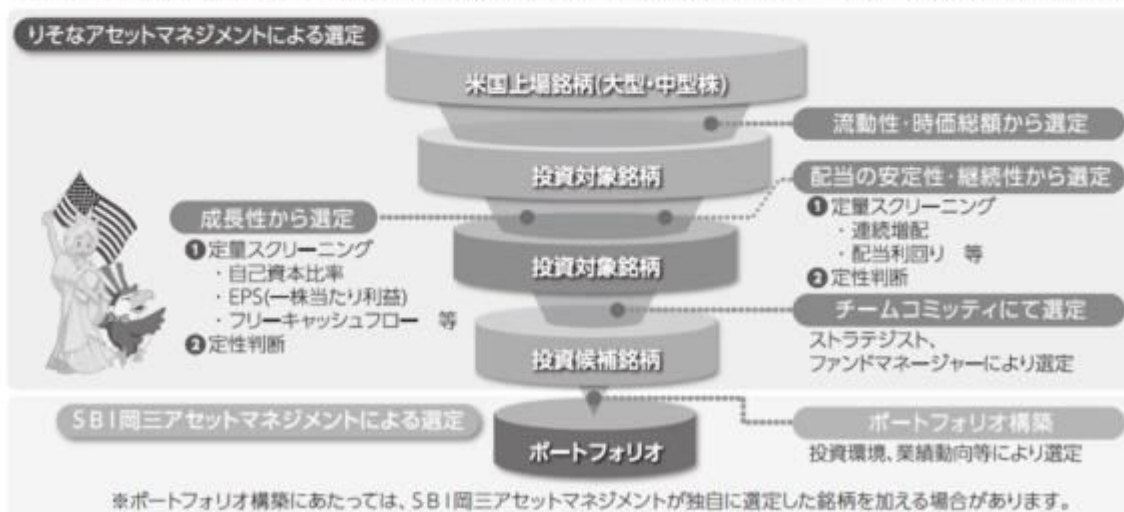 りそなアセットマネジメントによる選定
米国上場銘柄(大型・中型株)
流動性・時価総額から選定
投資対象銘柄
配当の安定性・継続性から選定
❶定量スクリーニング
・連続増配
・配当利回り 等
❷定性判断
成長性から選定
❶定量スクリーニング
・自己資本比率
・EPS(一株当たり利益)
・フリーキャッシュフロー 等
❷定性判断
投資対象銘柄
チームコミッティにて選定
ストラテジスト、
ファンドマネージャーにより選定
投資候補銘柄
SBI岡三アセットマネジメントによる選定
ポートフォリオ
ポートフォリオ構築
投資環境、業績動向等により選定
※ポートフォリオ構築にあたっては、SBI岡三アセットマネジメントが独自に選定した銘柄を加える場合があります。